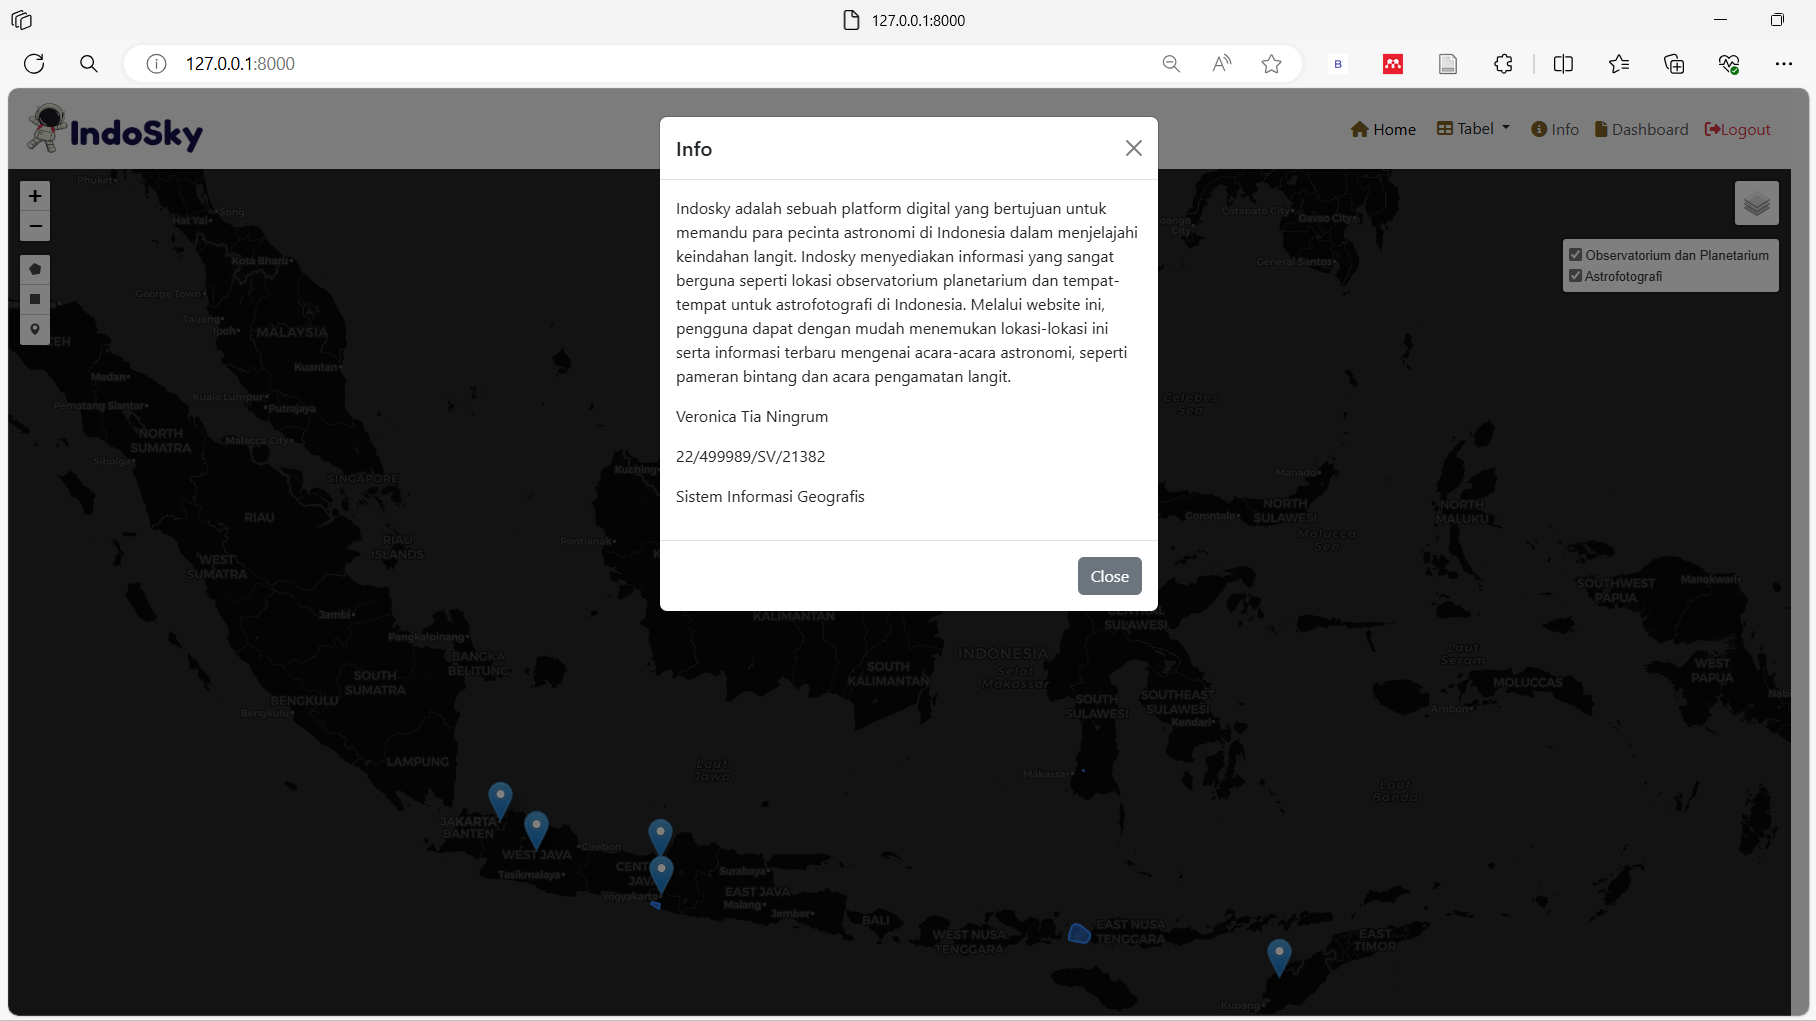 127.0.0.1:8000
127.0.0.1:8000
IndoSky
Home
Tabel
Info
Dashboard
Logout
Info
Indosky adalah sebuah platform digital yang bertujuan untuk
memandu para pecinta astronomi di Indonesia dalam menjelajahi
keindahan langit. Indosky menyediakan informasi yang sangat
berguna seperti lokasi observatorium planetarium dan tempat-
tempat untuk astrofotografi di Indonesia. Melalui website ini,
pengguna dapat dengan mudah menemukan lokasi-lokasi ini
serta informasi terbaru mengenai acara-acara astronomi, seperti
pameran bintang dan acara pengamatan langit.
Veronica Tia Ningrum
22/499989/SV/21382
Sistem Informasi Geografis
Close
+
−
Observatorium dan Planetarium
Astrofotografi
Phuket
Song
Hat Yai
Kota Bharu
George Town
Taiping
Ipoh
MALAYSIA
Kuantan
Medan
Kuala Lumpur
Putrajaya
Pematang Siantar
NORTH
SUMATRA
Malacca City
Sibolga
SINGAPORE
Kuching
RIAU
RIAU
ISLANDS
Pontianak
WEST
SUMATRA
Jambi
Pangkalpinang
BANGKA
BELITUNG
SOUTH
SUMATRA
BENGKULU
Bengkulu
LAMPUNG
KALIMANTAN
SOUTH
KALIMANTAN
INDONESIA
Selat
Makassar
Laut
Jawa
JAKARTA
BANTEN
WEST JAVA
Cirebon
Tasikmalaya
JAVA
Yogyakarta
Surabaya
EAST JAVA
Malang
Jember
BALI
WEST NUSA
TENGGARA
EAST NUSA
TENGGARA
EAST
TIMOR
Kupang
Cotabato City
Davao City
City
General Santos
Celebes
Sea
Manado
NORTH
SULAWESI
Gorontalo
Molucca
Sea
NORTH
MALUKU
SULAWESI
SOUTH
SULAWESI
SOUTHEAST
SULAWESI
Kendari
Makassar
SOUTHWEST
PAPUA
Manokwari
Laut
Seram
MOLUCCAS
Ambon
WEST
PAPUA
Laut
Banda